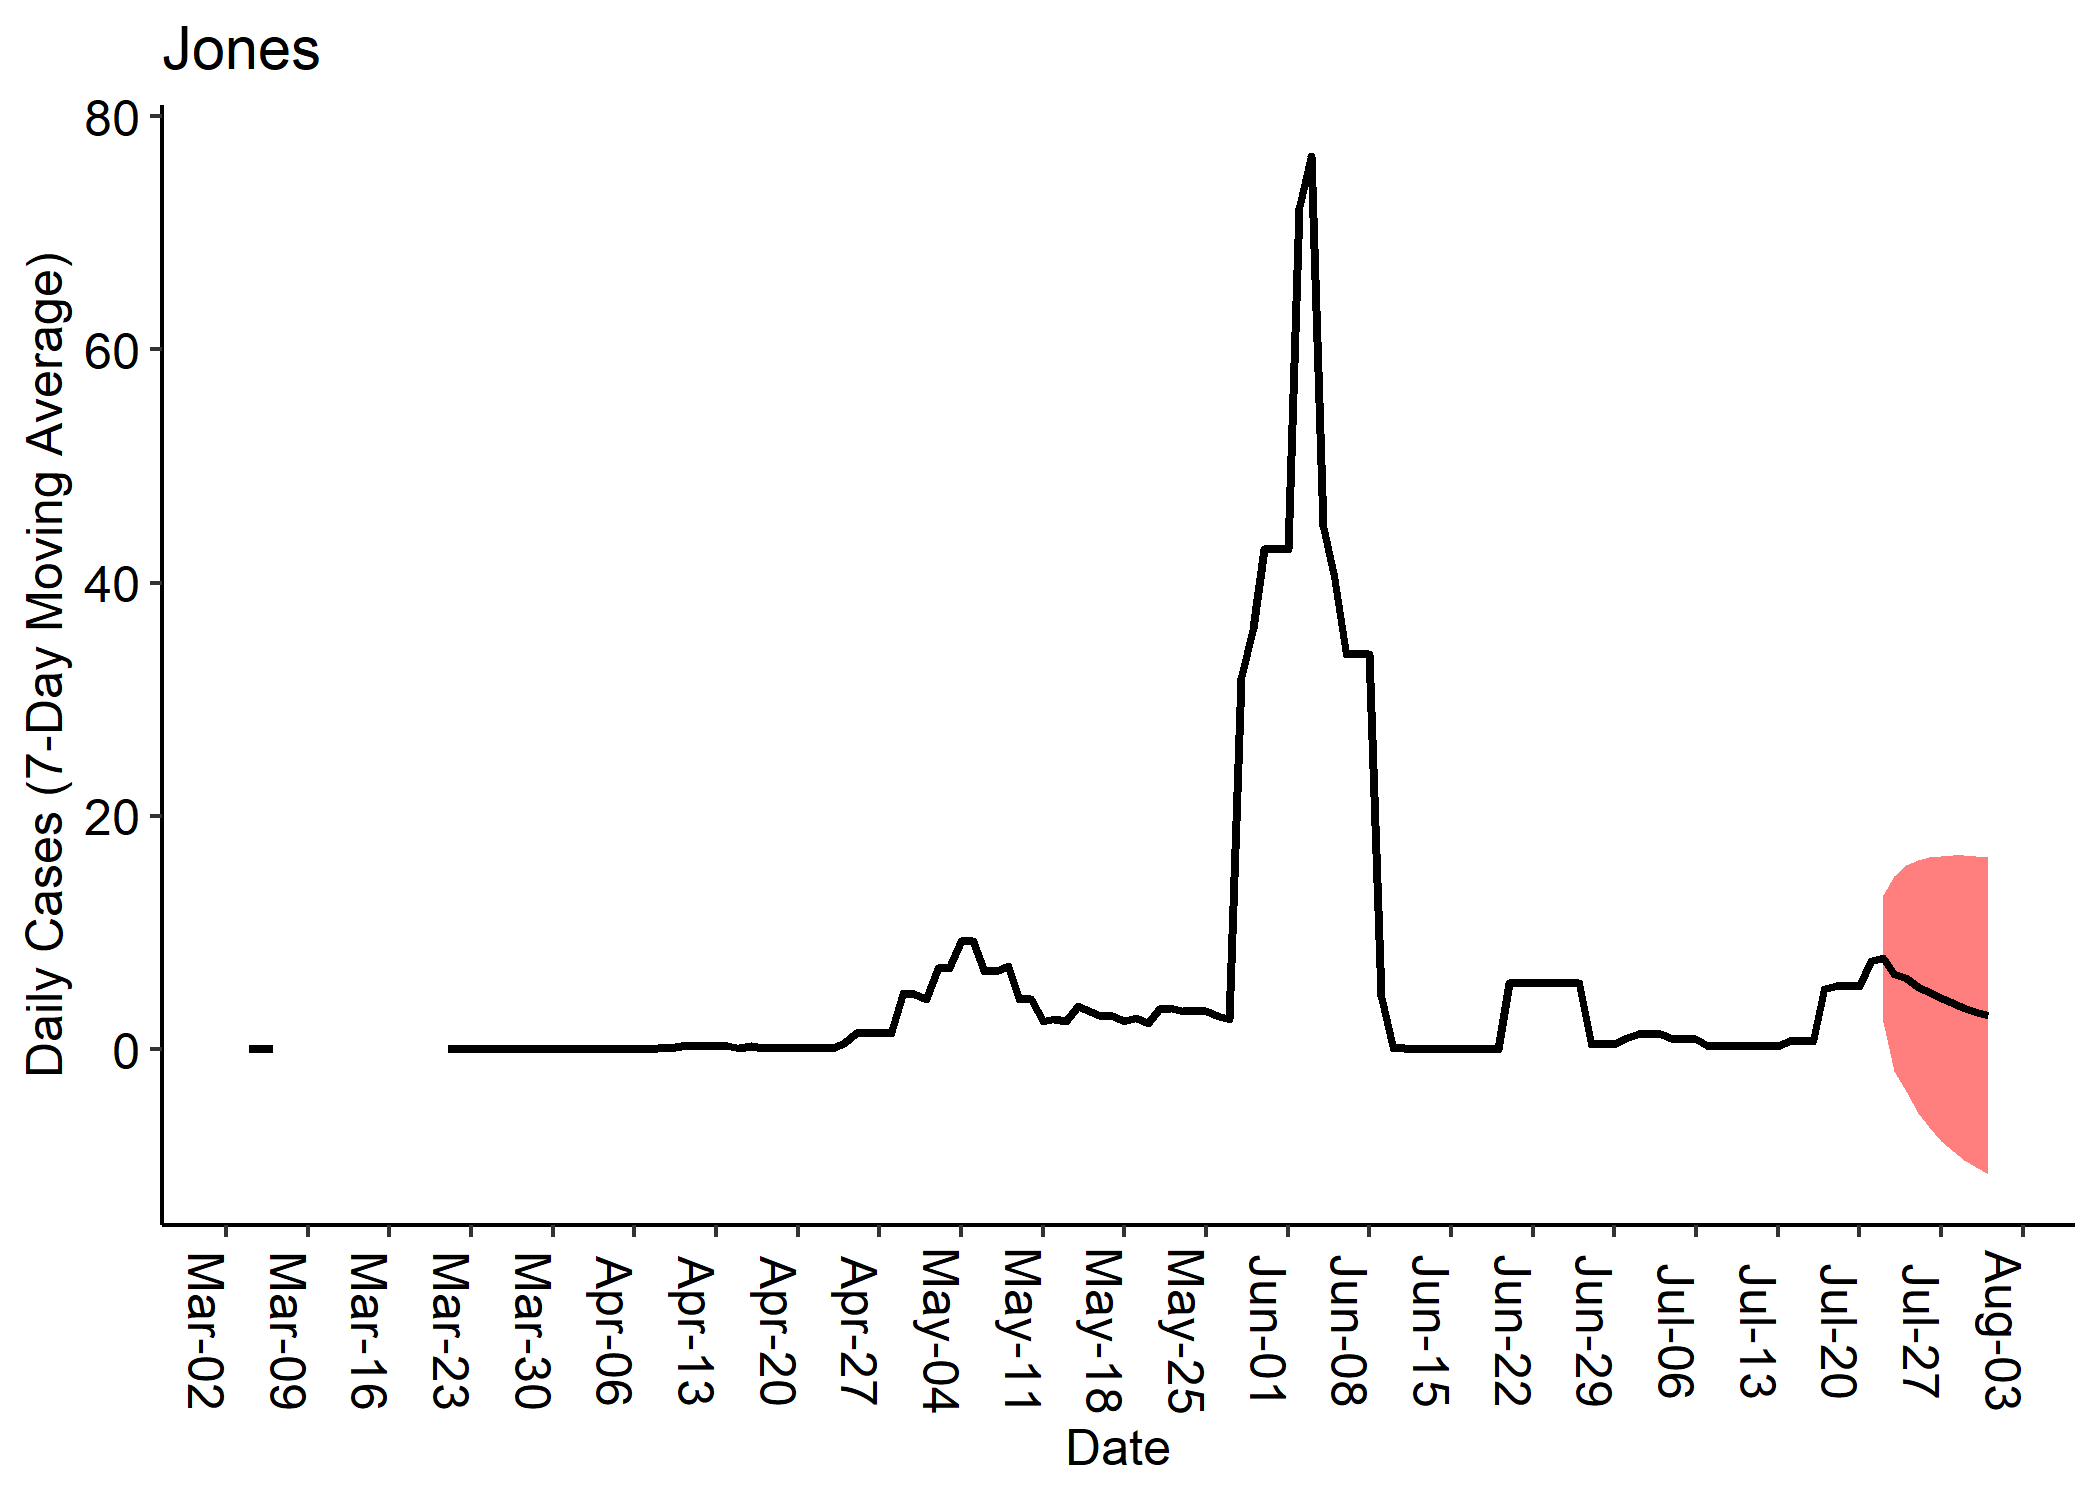 Jones
Daily Cases (7-Day Moving Average)
80
60
40
20
0
Mar-02
Mar-09
Mar-16
Mar-23
Mar-30
Apr-06
Apr-13
Apr-20
Apr-27
May-04
May-11
May-18
May-25
Jun-01
Jun-08
Jun-15
Jun-22
Jun-29
Jul-06
Jul-13
Jul-20
Jul-27
Aug-03
Date